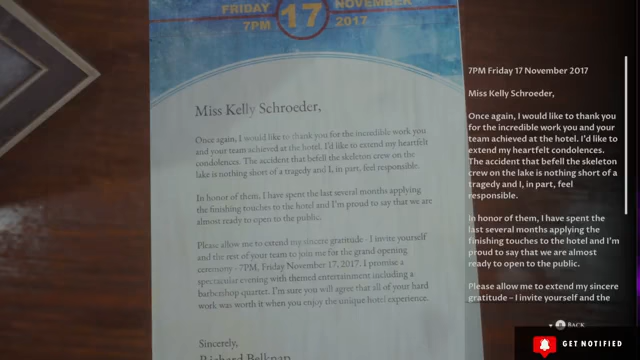 FRIDAY 17 NOVEMBER
7PM 2017
Miss Kelly Schroeder,
Once again, I would like to thank you for the incredible work you
and your team achieved at the hotel. I'd like to extend my heartfelt
condolences. The accident that befell the skeleton crew on the
lake is nothing short of a tragedy and I, in part, feel responsible.
In honor of them, I have spent the last several months applying
the finishing touches to the hotel and I'm proud to say that we are
almost ready to open to the public.
Please allow me to extend my sincere gratitude - I invite yourself
and the rest of your team to join me for the grand opening
ceremony - 7PM, Friday November 17, 2017. I promise a
spectacular evening with themed entertainment including a
barbershop quartet. I'm sure you will agree that all of your hard
work was worth it when you enjoy the unique hotel experience.
Sincerely,
Richard Belknap
7PM Friday 17 November 2017
Miss Kelly Schroeder,
Once again, I would like to thank you
for the incredible work you and your
team achieved at the hotel. I'd like to
extend my heartfelt condolences.
The accident that befell the skeleton
crew on the lake is nothing short of a
tragedy and I, in part, feel
responsible.
In honor of them, I have spent the
last several months applying the
finishing touches to the hotel and I'm
proud to say that we are almost
ready to open to the public.
Please allow me to extend my sincere
gratitude – I invite yourself and the
BACK
GET NOTIFIED